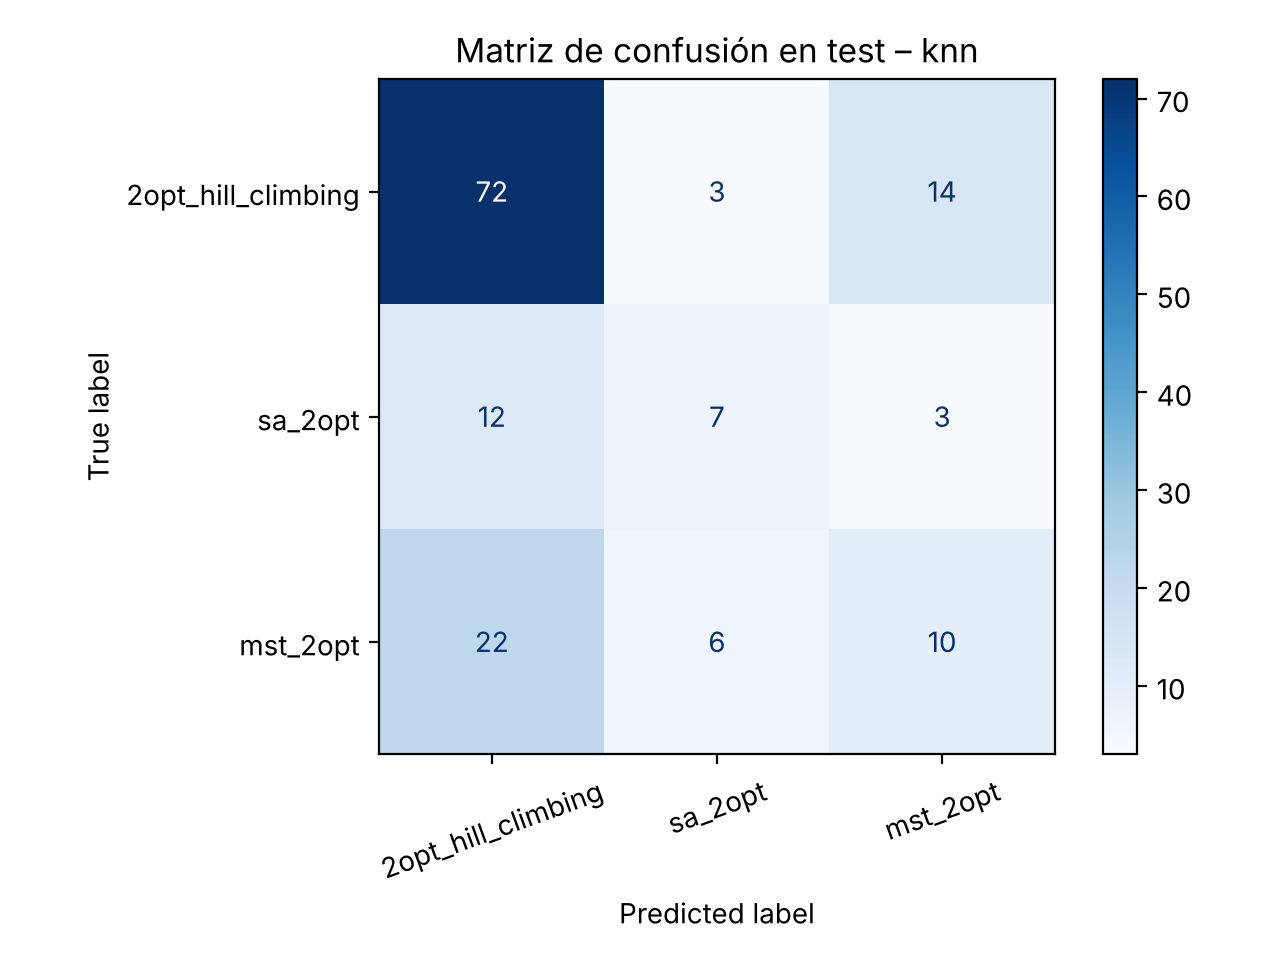 Matriz de confusión en test – knn
True label
2opt_hill_climbing
72
3
14
sa_2opt
12
7
3
mst_2opt
22
6
10
2opt_hill_climbing
sa_2opt
mst_2opt
Predicted label
70
60
50
40
30
20
10